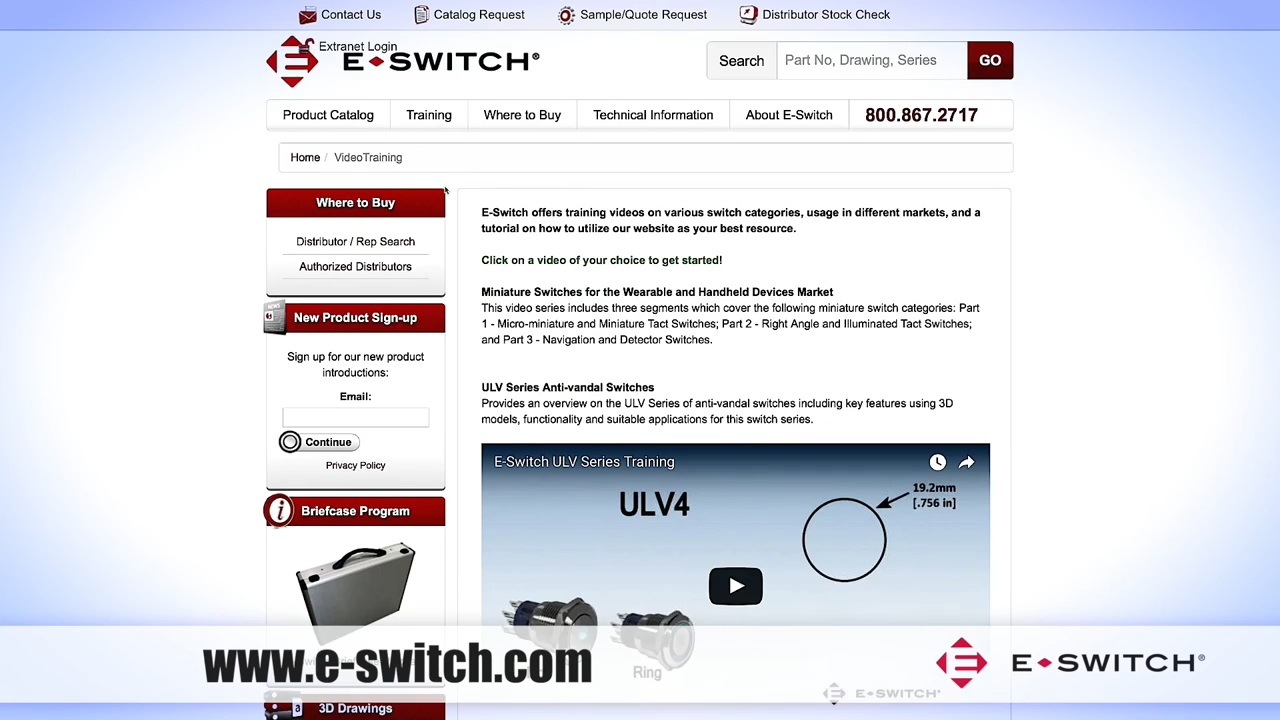 Contact Us Catalog Request Sample/Quote Request Distributor Stock Check
Extranet Login
E-SWITCH®
Search Part No, Drawing, Series GO
Product Catalog Training Where to Buy Technical Information About E-Switch 800.867.2717
Home / VideoTraining
Where to Buy
Distributor / Rep Search
Authorized Distributors
New Product Sign-up
Sign up for our new product
introductions:
Email:
Continue
Privacy Policy
Briefcase Program
3D Drawings
E-Switch offers training videos on various switch categories, usage in different markets, and a
tutorial on how to utilize our website as your best resource.
Click on a video of your choice to get started!
Miniature Switches for the Wearable and Handheld Devices Market
This video series includes three segments which cover the following miniature switch categories: Part
1 - Micro-miniature and Miniature Tact Switches; Part 2 - Right Angle and Illuminated Tact Switches;
and Part 3 - Navigation and Detector Switches.
ULV Series Anti-vandal Switches
Provides an overview on the ULV Series of anti-vandal switches including key features using 3D
models, functionality and suitable applications for this switch series.
E-Switch ULV Series Training
ULV4
19.2mm
[.756 in]
Ring
E-SWITCH
www.e-switch.com
E-SWITCH®